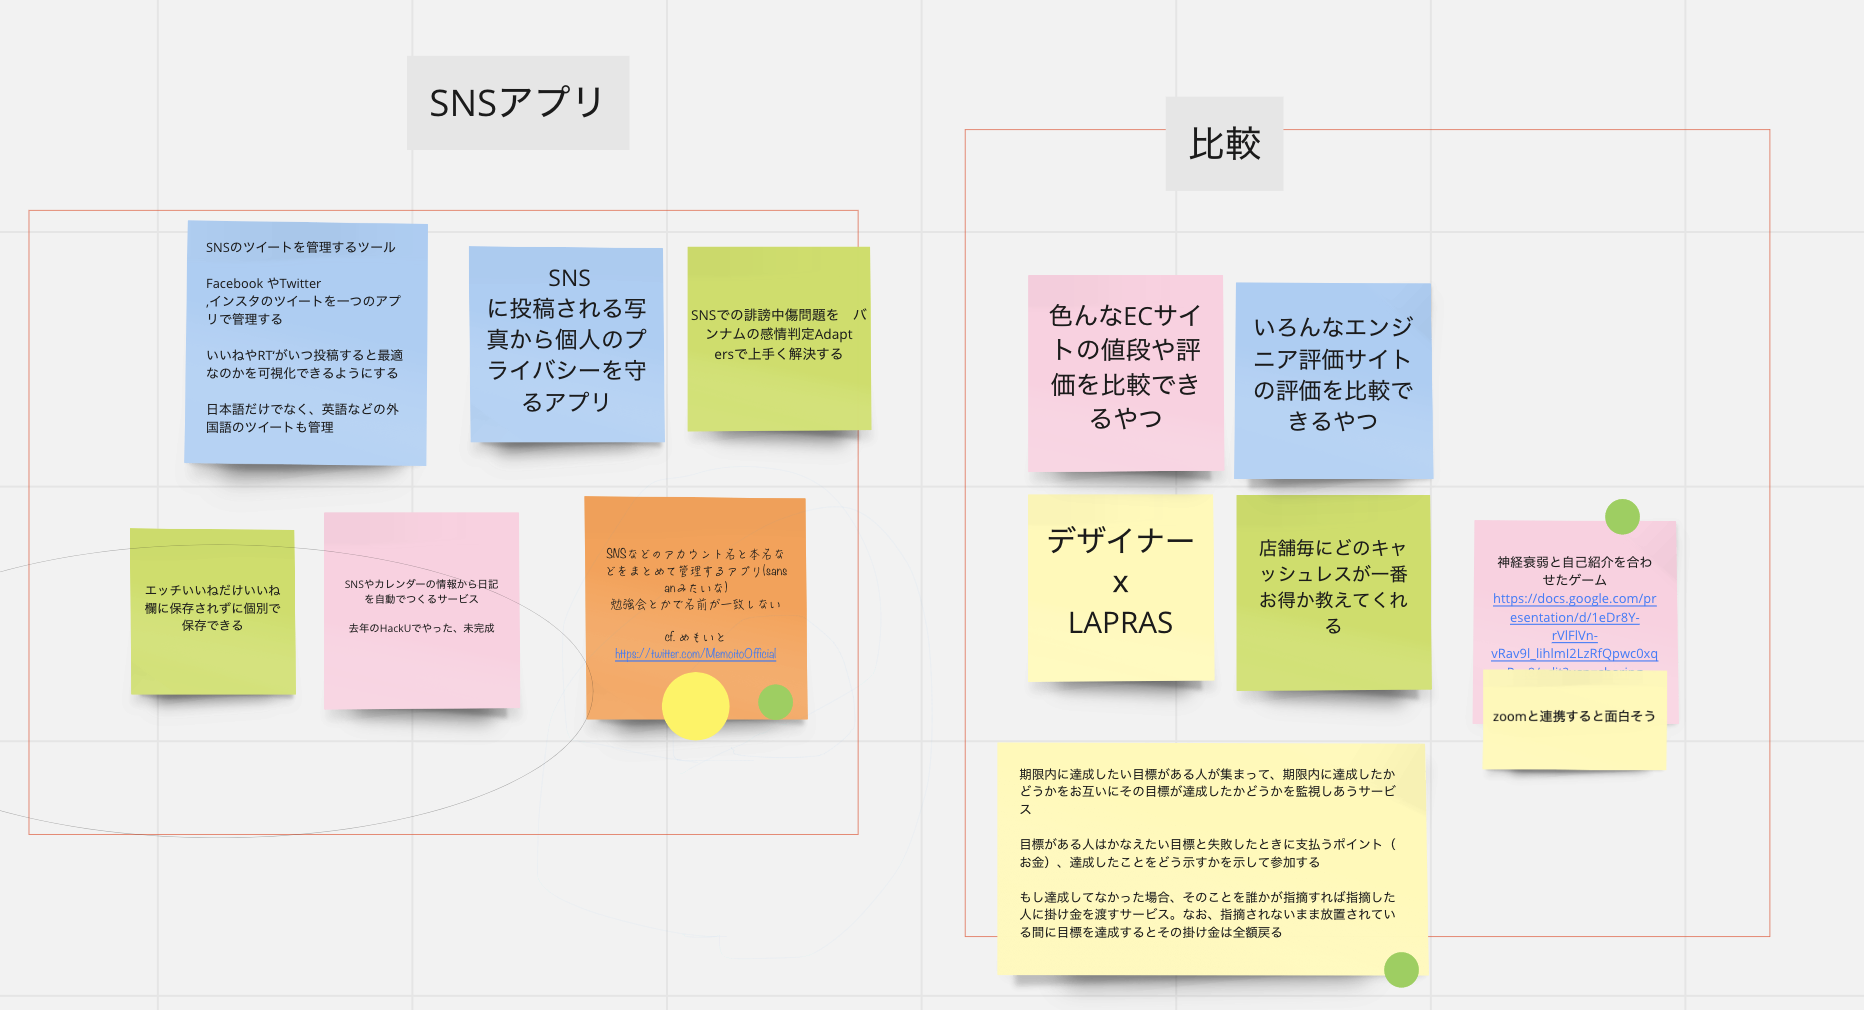 SNSアプリ
SNSのツイートを管理するツール
Facebook やTwitter
,インスタのツイートを一つのアプ
リで管理する
いいねやRT'がいつ投稿すると最適
なのかを可視化できるようにする
日本語だけでなく、英語などの外
国語のツイートも管理
SNS
に投稿される写
真から個人のプ
ライバシーを守
るアプリ
SNSでの誹謗中傷問題を　バ
ンナムの感情判定Adapt
ersで上手く解決する
エッチいいねだけいいね
欄に保存されずに個別で
保存できる
SNSやカレンダーの情報から日記
を自動でつくるサービス
去年のHackUでやった、未完成
SNSなどのアカウント名と本名な
どをまとめて管理するアプリ(sans
anみたいな)
勉強会とかで名前が一致しない
cf. めもいと
https://twitter.com/MemoitoOfficial
比較
色んなECサイ
トの値段や評
価を比較でき
るやつ
いろんなエンジ
ニア評価サイト
の評価を比較で
きるやつ
デザイナー
x
LAPRAS
店舗毎にどのキャ
ッシュレスが一番
お得か教えてくれ
る
神経衰弱と自己紹介を合わ
せたゲーム
https://docs.google.com/pr
esentation/d/1eDr8Y-
rVlFlVn-
vRav9l_lihlmI2LzRfQpwc0xq
zoomと連携すると面白そう
期限内に達成したい目標がある人が集まって、期限内に達成したか
どうかをお互いにその目標が達成したかどうかを監視しあうサービ
ス
目標がある人はかなえたい目標と失敗したときに支払うポイント（
お金）、達成したことをどう示すかを示して参加する
もし達成してなかった場合、そのことを誰かが指摘すれば指摘した
人に掛け金を渡すサービス。なお、指摘されないまま放置されてい
る間に目標を達成するとその掛け金は全額戻る